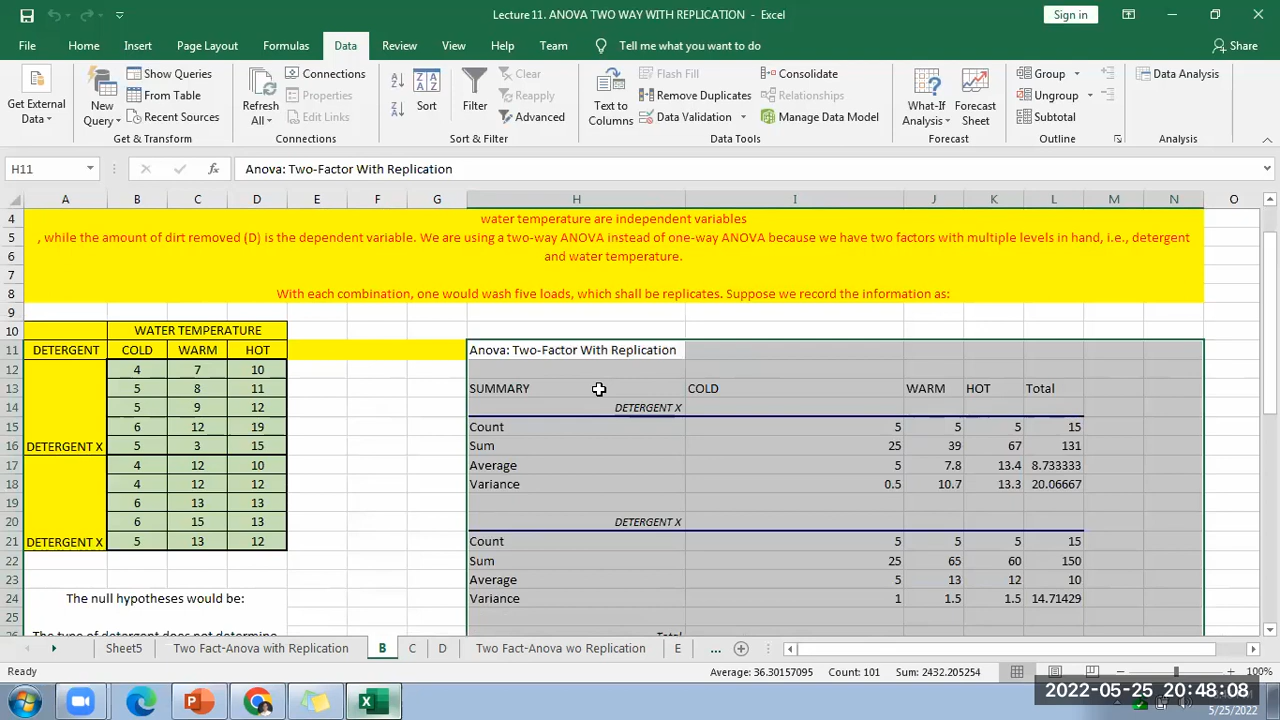 Lecture 11. ANOVA TWO WAY WITH REPLICATION - Excel
Sign in
File Home Insert Page Layout Formulas Data Review View Help Team Tell me what you want to do Share
Get External Data
New Query
Show Queries
From Table
Recent Sources
Get & Transform
Refresh All
Connections
Properties
Edit Links
Connections
Sort
Filter
Clear
Reapply
Advanced
Sort & Filter
Text to Columns
Flash Fill
Remove Duplicates
Data Validation
Consolidate
Relationships
Manage Data Model
Data Tools
What-If Analysis
Forecast Sheet
Forecast
Group
Ungroup
Subtotal
Outline
Data Analysis
Analysis
H11 fx Anova: Two-Factor With Replication
A B C D E F G H I J K L M N O
4 water temperature are independent variables
5 , while the amount of dirt removed (D) is the dependent variable. We are using a two-way ANOVA instead of one-way ANOVA because we have two factors with multiple levels in hand, i.e., detergent
6 and water temperature.
7
8 With each combination, one would wash five loads, which shall be replicates. Suppose we record the information as:
9
10 WATER TEMPERATURE
11 DETERGENT COLD WARM HOT Anova: Two-Factor With Replication
12 4 7 10
13 5 8 11 SUMMARY COLD WARM HOT Total
14 5 9 12 DETERGENT X
15 6 12 19 Count 5 5 5 15
16 DETERGENT X 5 3 15 Sum 25 39 67 131
17 4 12 10 Average 5 7.8 13.4 8.733333
18 4 12 12 Variance 0.5 10.7 13.3 20.06667
19 6 13 13
20 6 15 13 DETERGENT X
21 DETERGENT X 5 13 12 Count 5 5 5 15
22 Sum 25 65 60 150
23 Average 5 13 12 10
24 The null hypotheses would be: Variance 1 1.5 1.5 14.71429
25
The type of detergent does not determine Total
Sheet5 Two Fact-Anova with Replication B C D Two Fact-Anova wo Replication E ...
Ready Average: 36.30157095 Count: 101 Sum: 2432.205254 100%
2022-05-25 20:48:08
5/25/2022